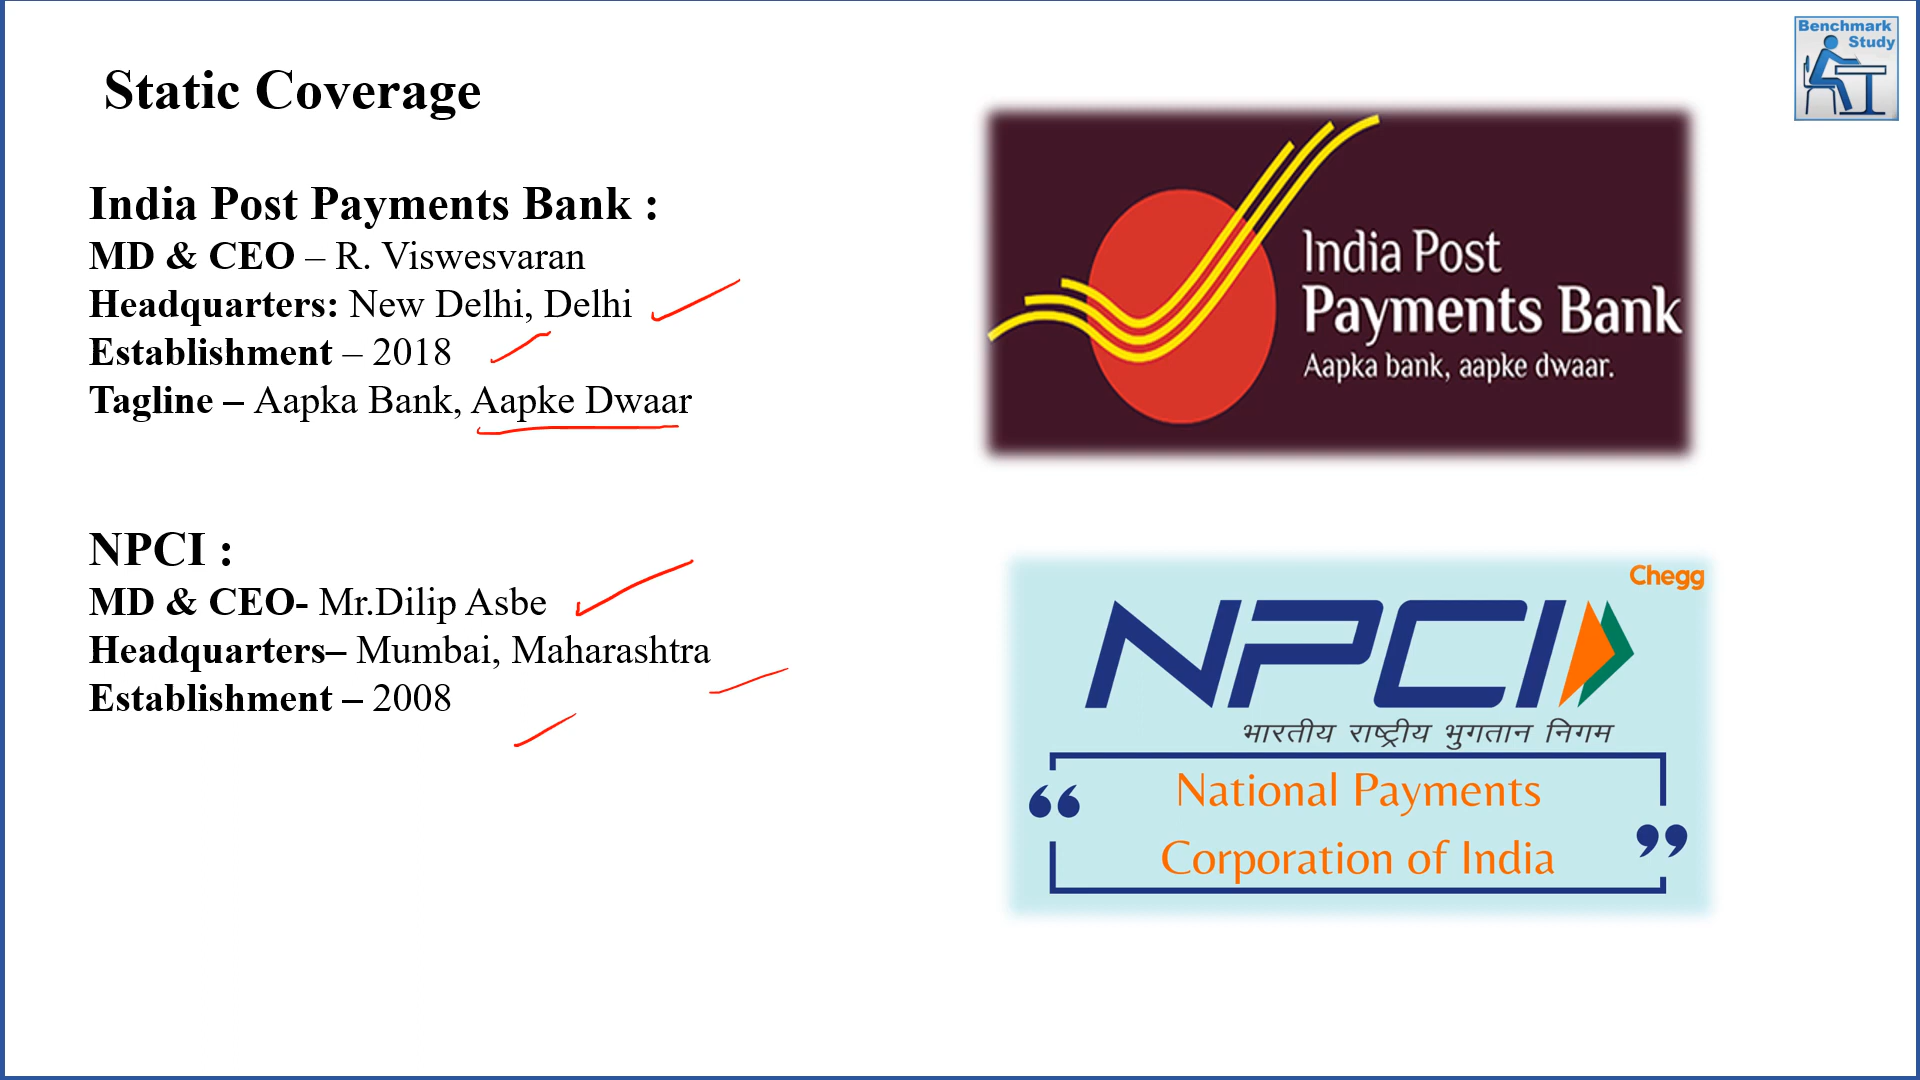 Benchmark
Study
Static Coverage
India Post Payments Bank :
MD & CEO – R. Viswesvaran
Headquarters: New Delhi, Delhi
Establishment – 2018
Tagline – Aapka Bank, Aapke Dwaar
India Post
Payments Bank
Aapka bank, aapke dwaar.
NPCI :
MD & CEO- Mr.Dilip Asbe
Headquarters– Mumbai, Maharashtra
Establishment – 2008
Chegg
NPCI
भारतीय राष्ट्रीय भुगतान निगम
“ National Payments
Corporation of India ”